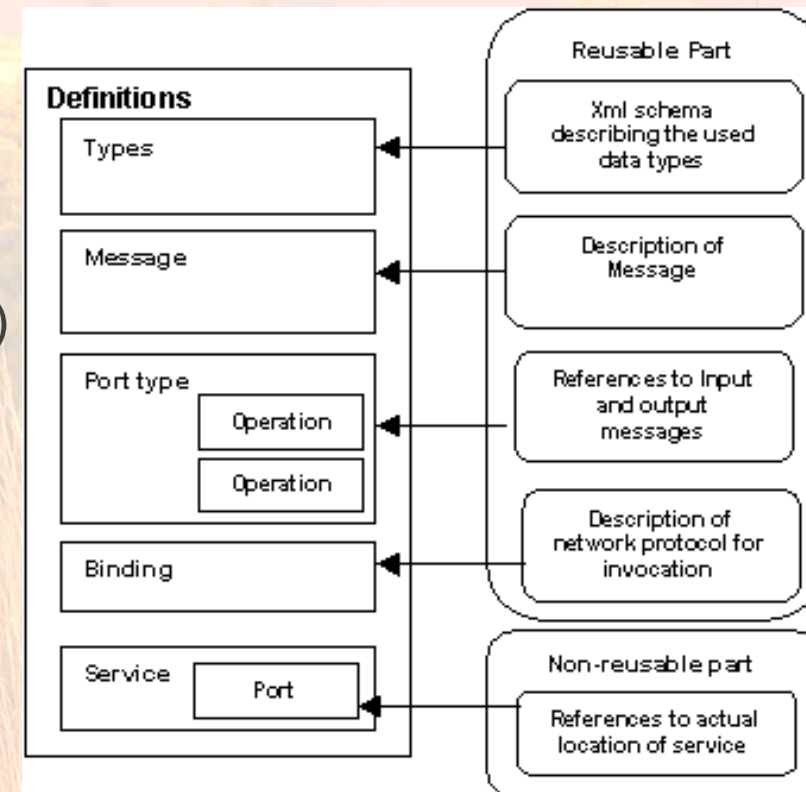 Definitions
Types
Message
)
Port type
Operation
Operation
Binding
Service
Port
Reusable Part
Xml schema
describing the used
data types
Description of
Message
References to Input
and output
messages
Description of
network protocol for
invocation
Non-reusable part
References to actual
location of service